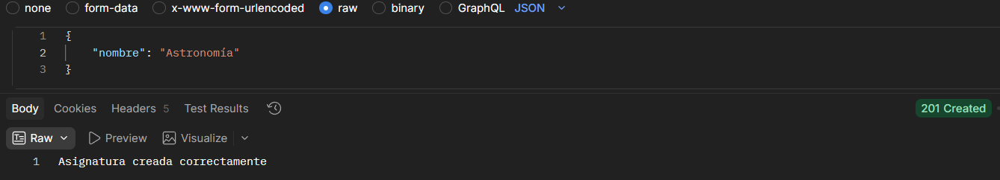 none form-data x-www-form-urlencoded raw binary GraphQL JSON
1 {
2 "nombre": "Astronomía"
3 }
Body Cookies Headers 5 Test Results 201 Created
Raw Preview Visualize
1 Asignatura creada correctamente